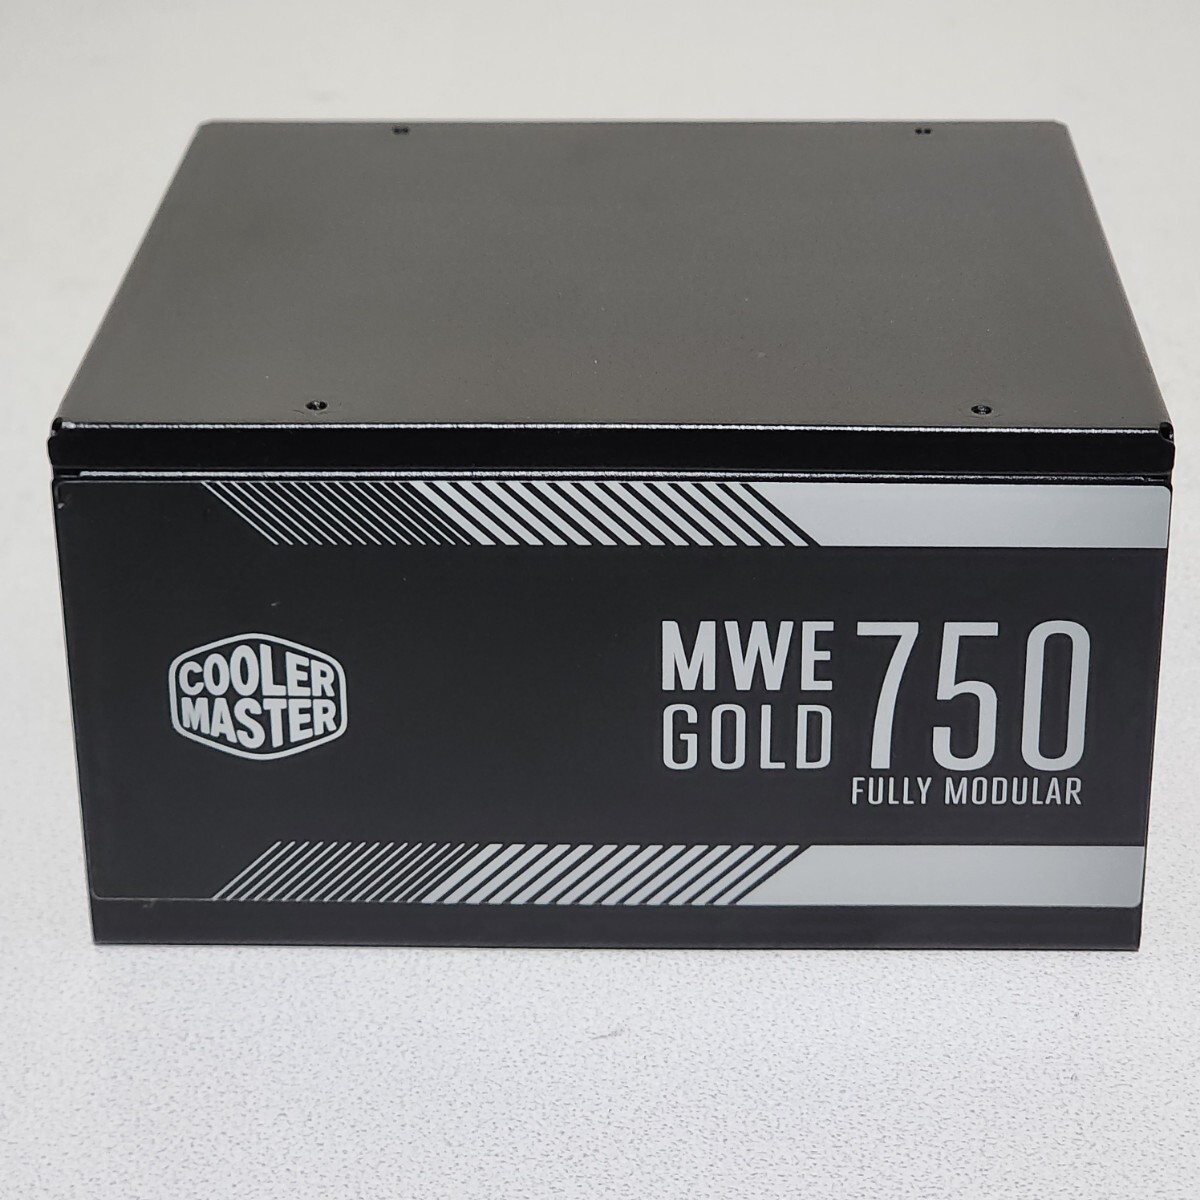 COOLER
MASTER
MWE
GOLD
750
FULLY MODULAR